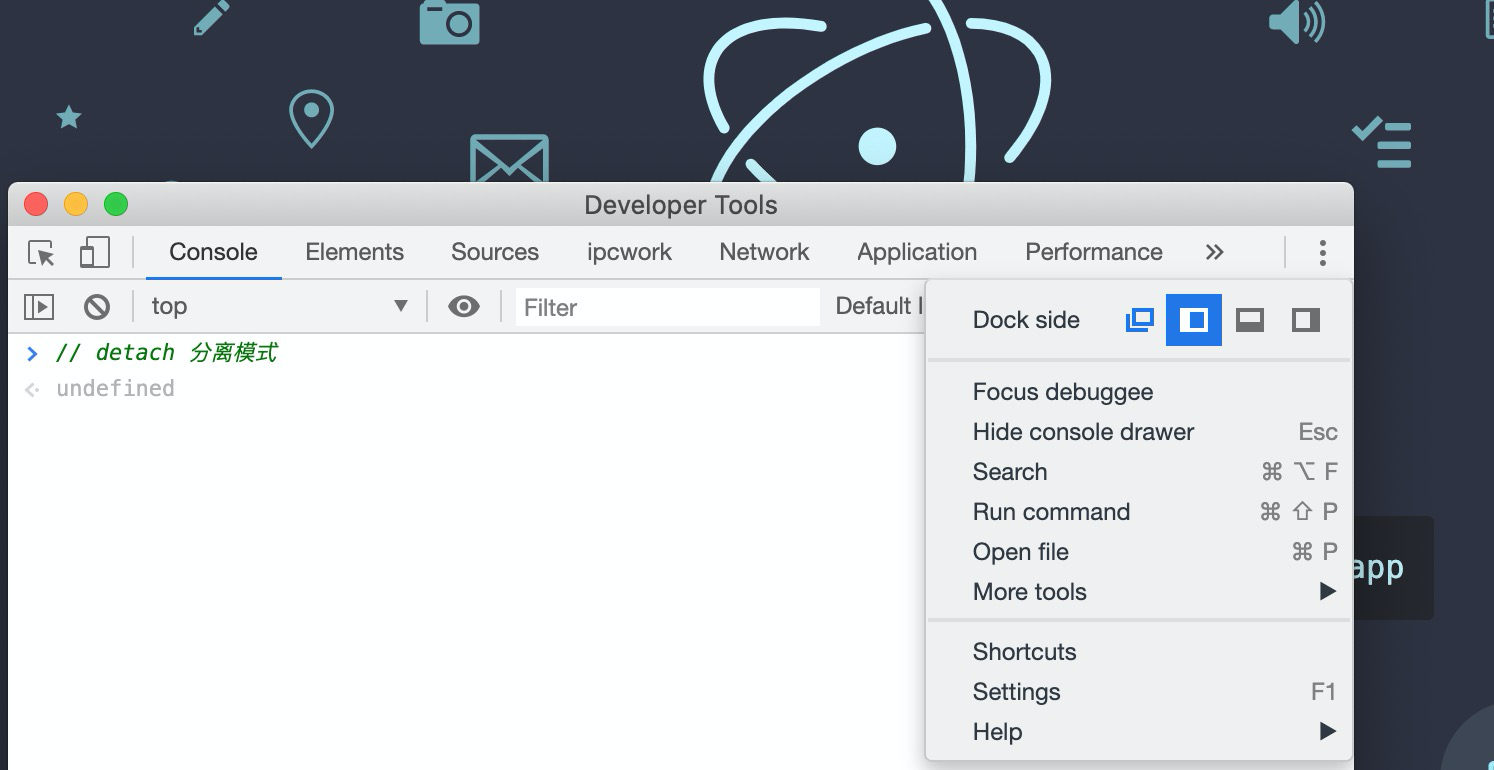 Developer Tools
Console Elements Sources ipcwork Network Application Performance
top Filter Default
// detach 分离模式
undefined
Dock side
Focus debuggee
Hide console drawer Esc
Search ⌘ ⌥ F
Run command ⌘ ⇧ P
Open file ⌘ P
More tools
app
Shortcuts
Settings F1
Help